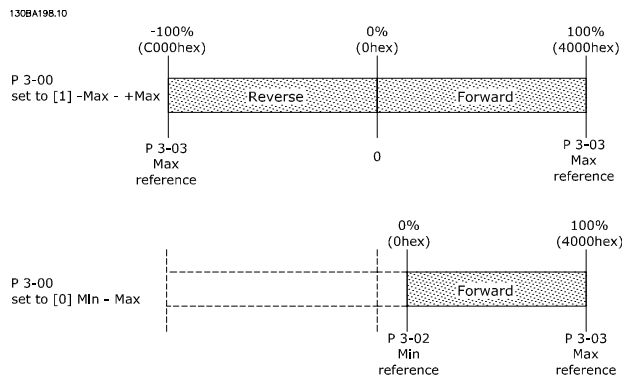 130BA198.10
-100%
(C000hex)
0%
(0hex)
100%
(4000hex)
P 3-00
set to [1] -Max - +Max
Reverse
Forward
P 3-03
Max
reference
0
P 3-03
Max
reference
0%
(0hex)
100%
(4000hex)
P 3-00
set to [0] Min - Max
Forward
P 3-02
Min
reference
P 3-03
Max
reference